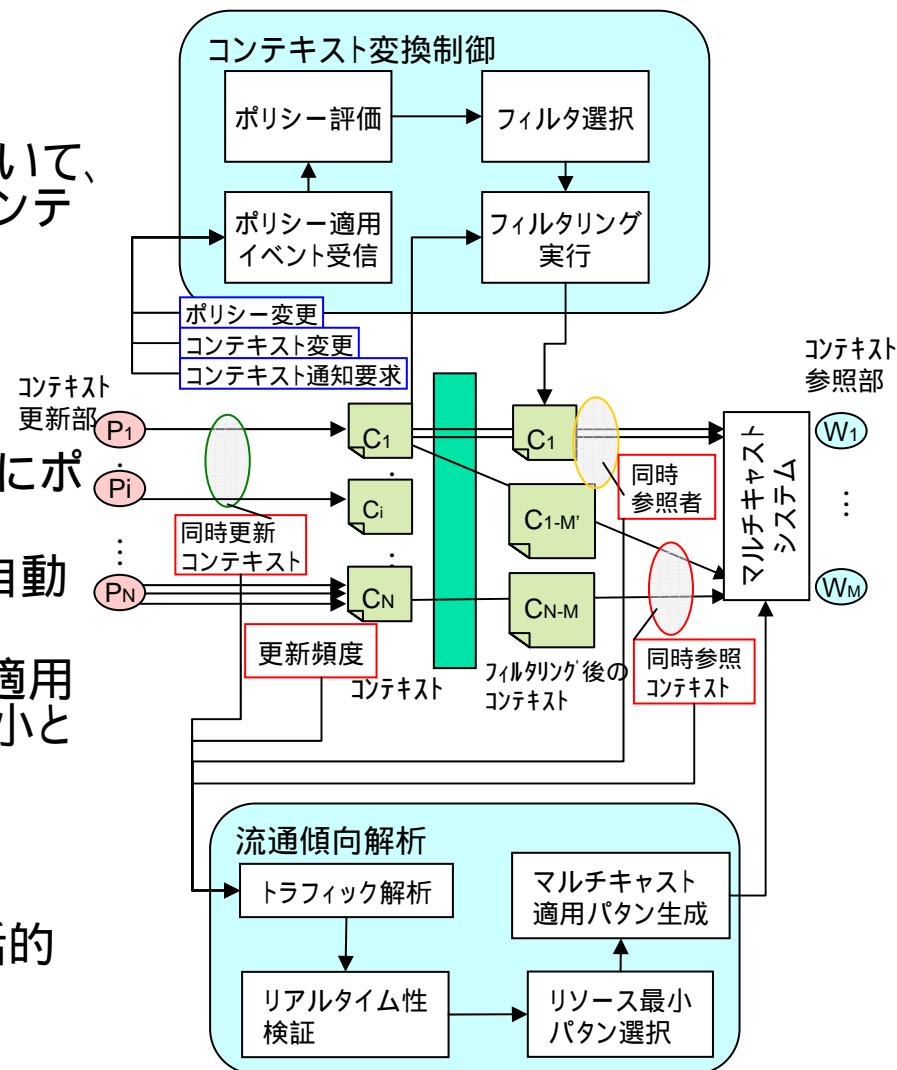 コンテキスト変換制御
ポリシー評価
フィルタ選択
ポリシー適用
イベント受信
フィルタリング
実行
ポリシー変更
コンテキスト変更
コンテキスト通知要求
いて、
ンテ
にポ
自動
適用
小と
括的
コンテキスト
更新部
P1
Pi
⋮
PN
同時更新
コンテキスト
更新頻度
C1
Ci
CN
コンテキスト
C1
C1-M'
CN-M
フィルタリング後の
コンテキスト
同時
参照者
同時参照
コンテキスト
マルチキャスト
システム
コンテキスト
参照部
W1
⋮
WM
流通傾向解析
トラフィック解析
マルチキャスト
適用パタン生成
リアルタイム性
検証
リソース最小
パタン選択